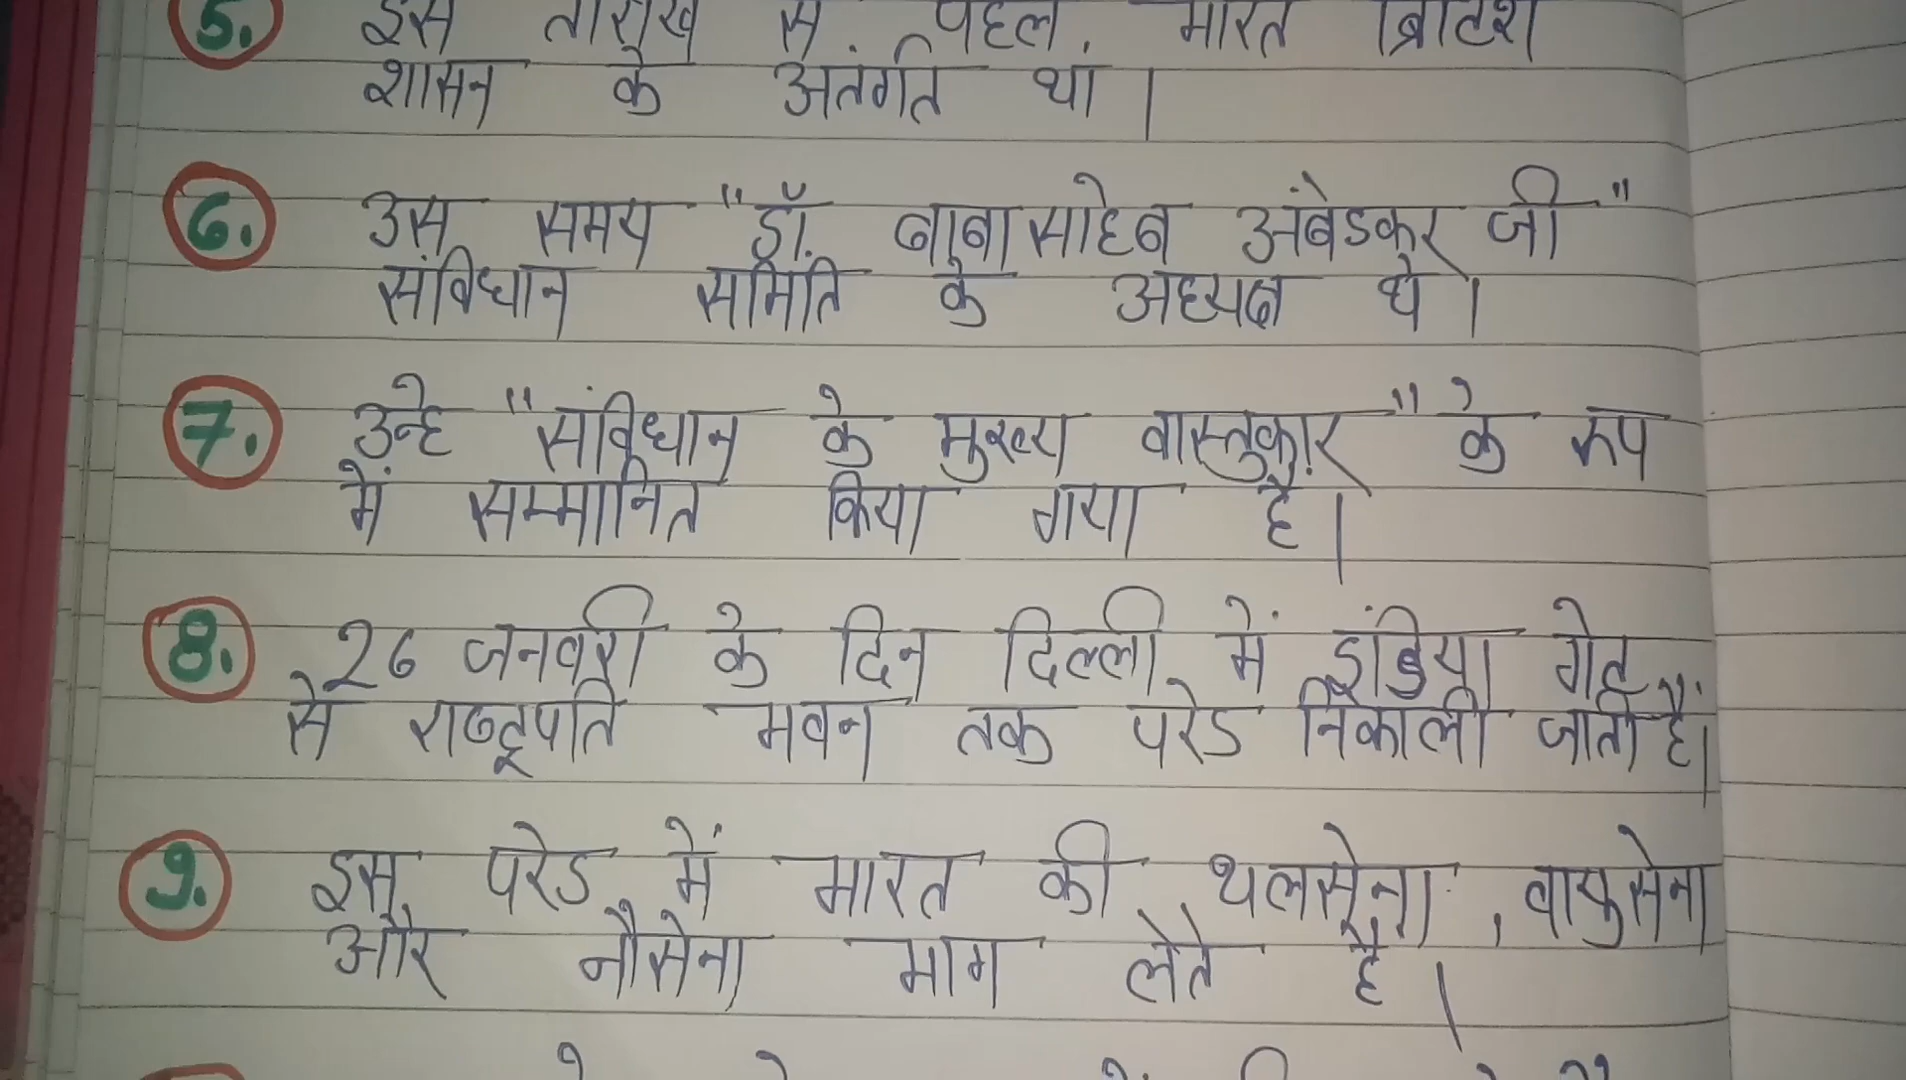 5. इस तारीख से पहले भारत ब्रिटिश
शासन के अंतर्गत था।
6. उस समय "डॉ. बाबासाहेब अंबेडकर जी"
संविधान समिति के अध्यक्ष थे।
7. उन्हे "संविधान के मुख्य वास्तुकार" के रूप
में सम्मानित किया गया है।
8. 26 जनवरी के दिन दिल्ली में इंडिया गेट
से राष्ट्रपति भवन तक परेड निकाली जाती हैं।
9. इस परेड में भारत की थलसेना, वायुसेना
और नौसेना भाग लेते है।